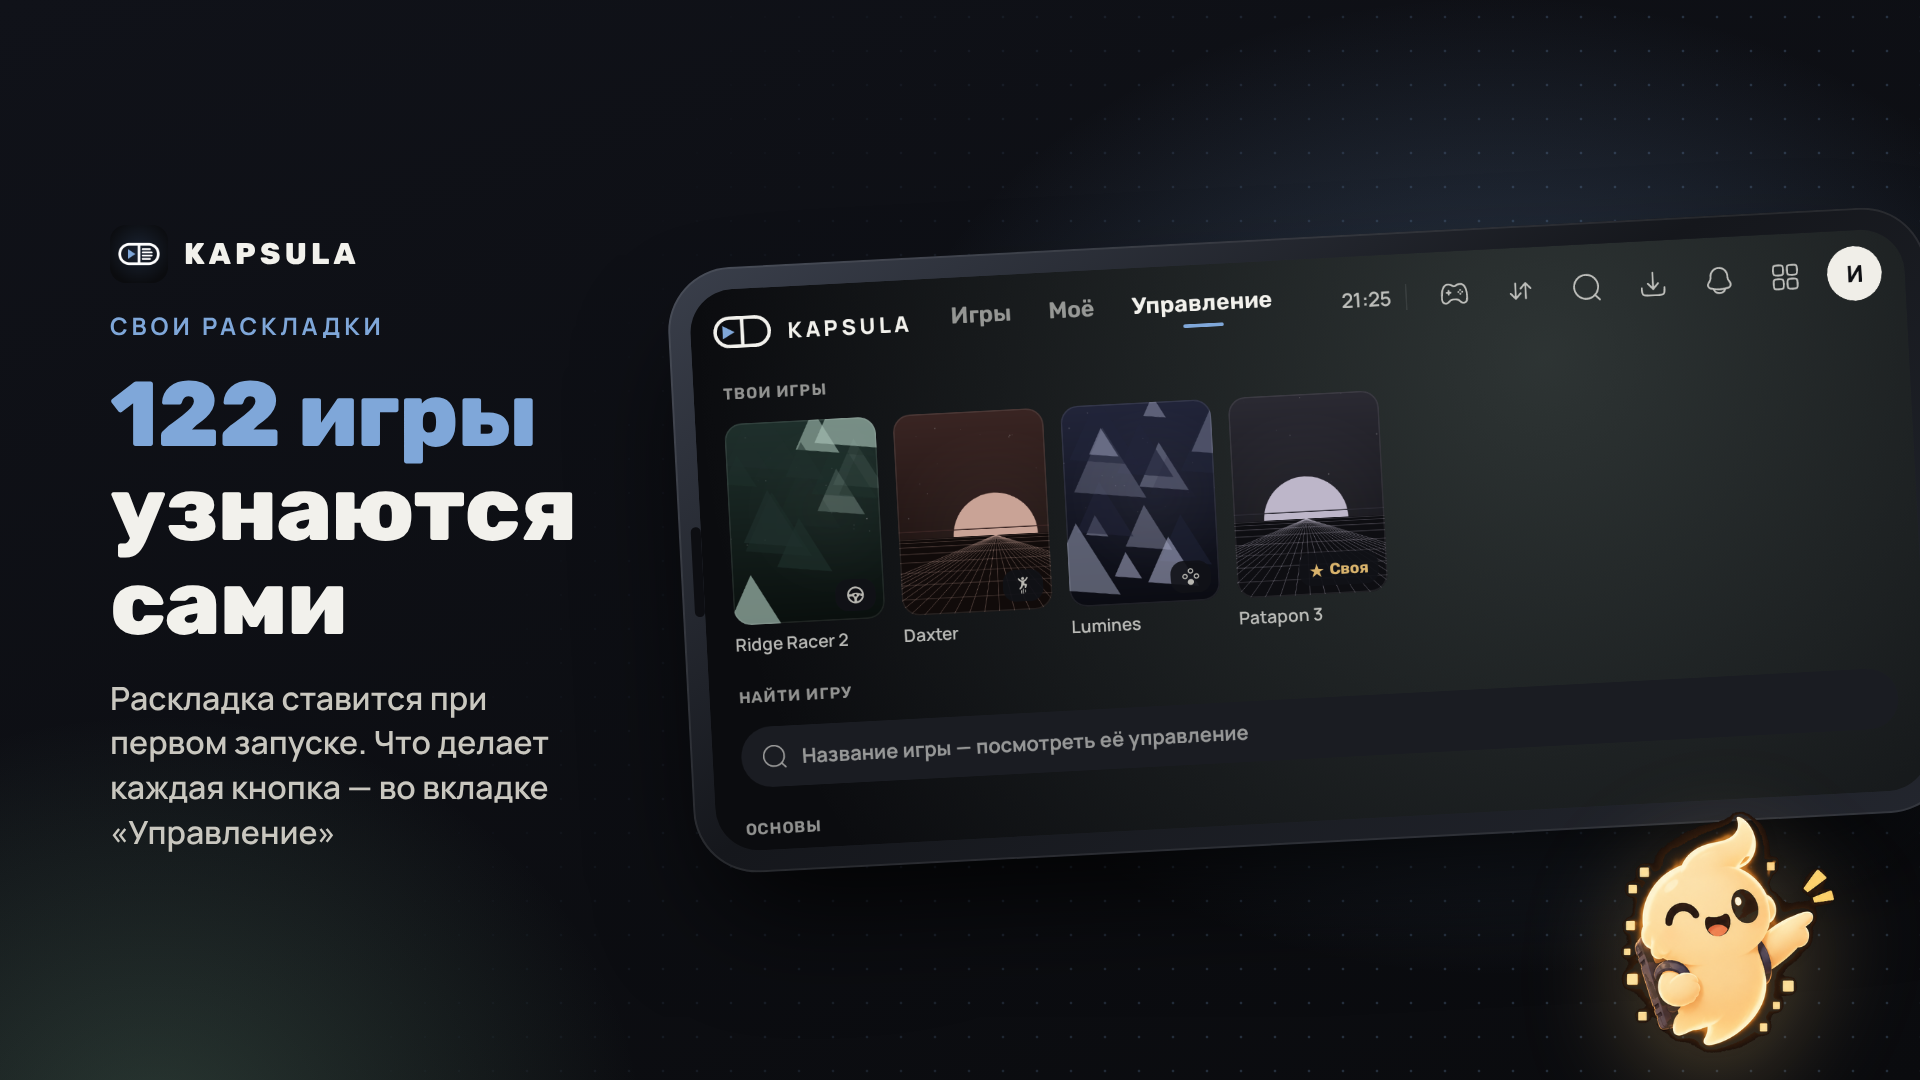 KAPSULA
СВОИ РАСКЛАДКИ
122 игры
узнаются
сами
Раскладка ставится при
первом запуске. Что делает
каждая кнопка — во вкладке
«Управление»
KAPSULA
Игры
Моё
Управление
21:25
И
ТВОИ ИГРЫ
Своя
Ridge Racer 2
Daxter
Lumines
Patapon 3
НАЙТИ ИГРУ
Название игры — посмотреть её управление
ОСНОВЫ